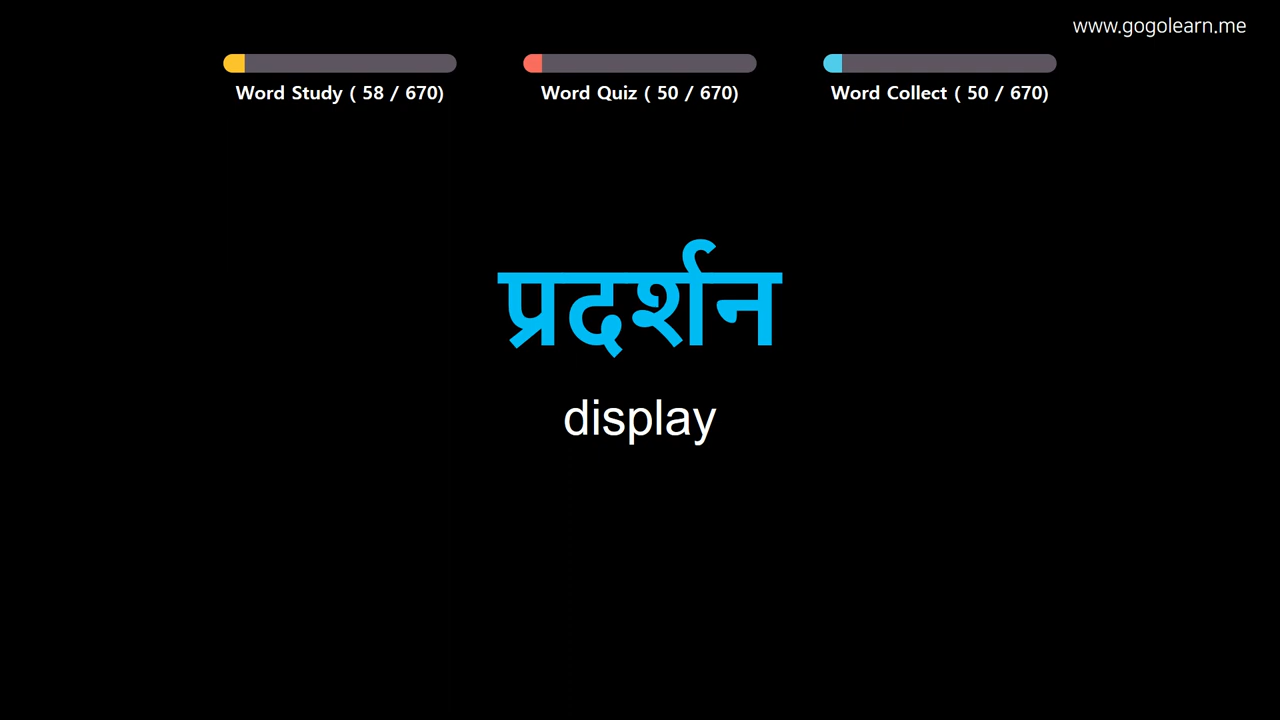 www.gogolearn.me
Word Study ( 58 / 670)
Word Quiz ( 50 / 670)
Word Collect ( 50 / 670)
प्रदर्शन
display